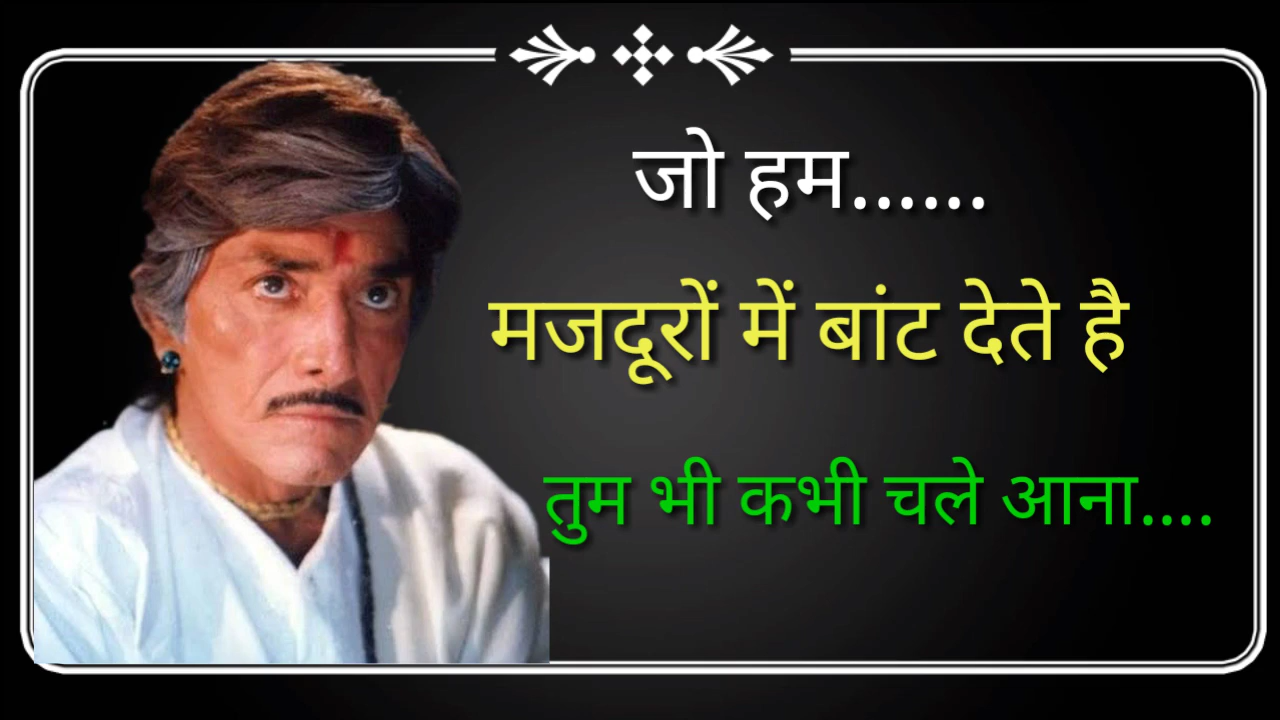 जो हम......
मजदूरों में बांट देते है
तुम भी कभी चले आना....